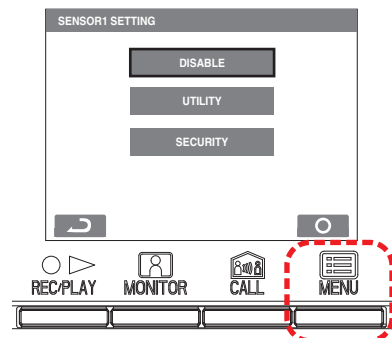 SENSOR1 SETTING
DISABLE
UTILITY
SECURITY
REC/PLAY MONITOR CALL MENU